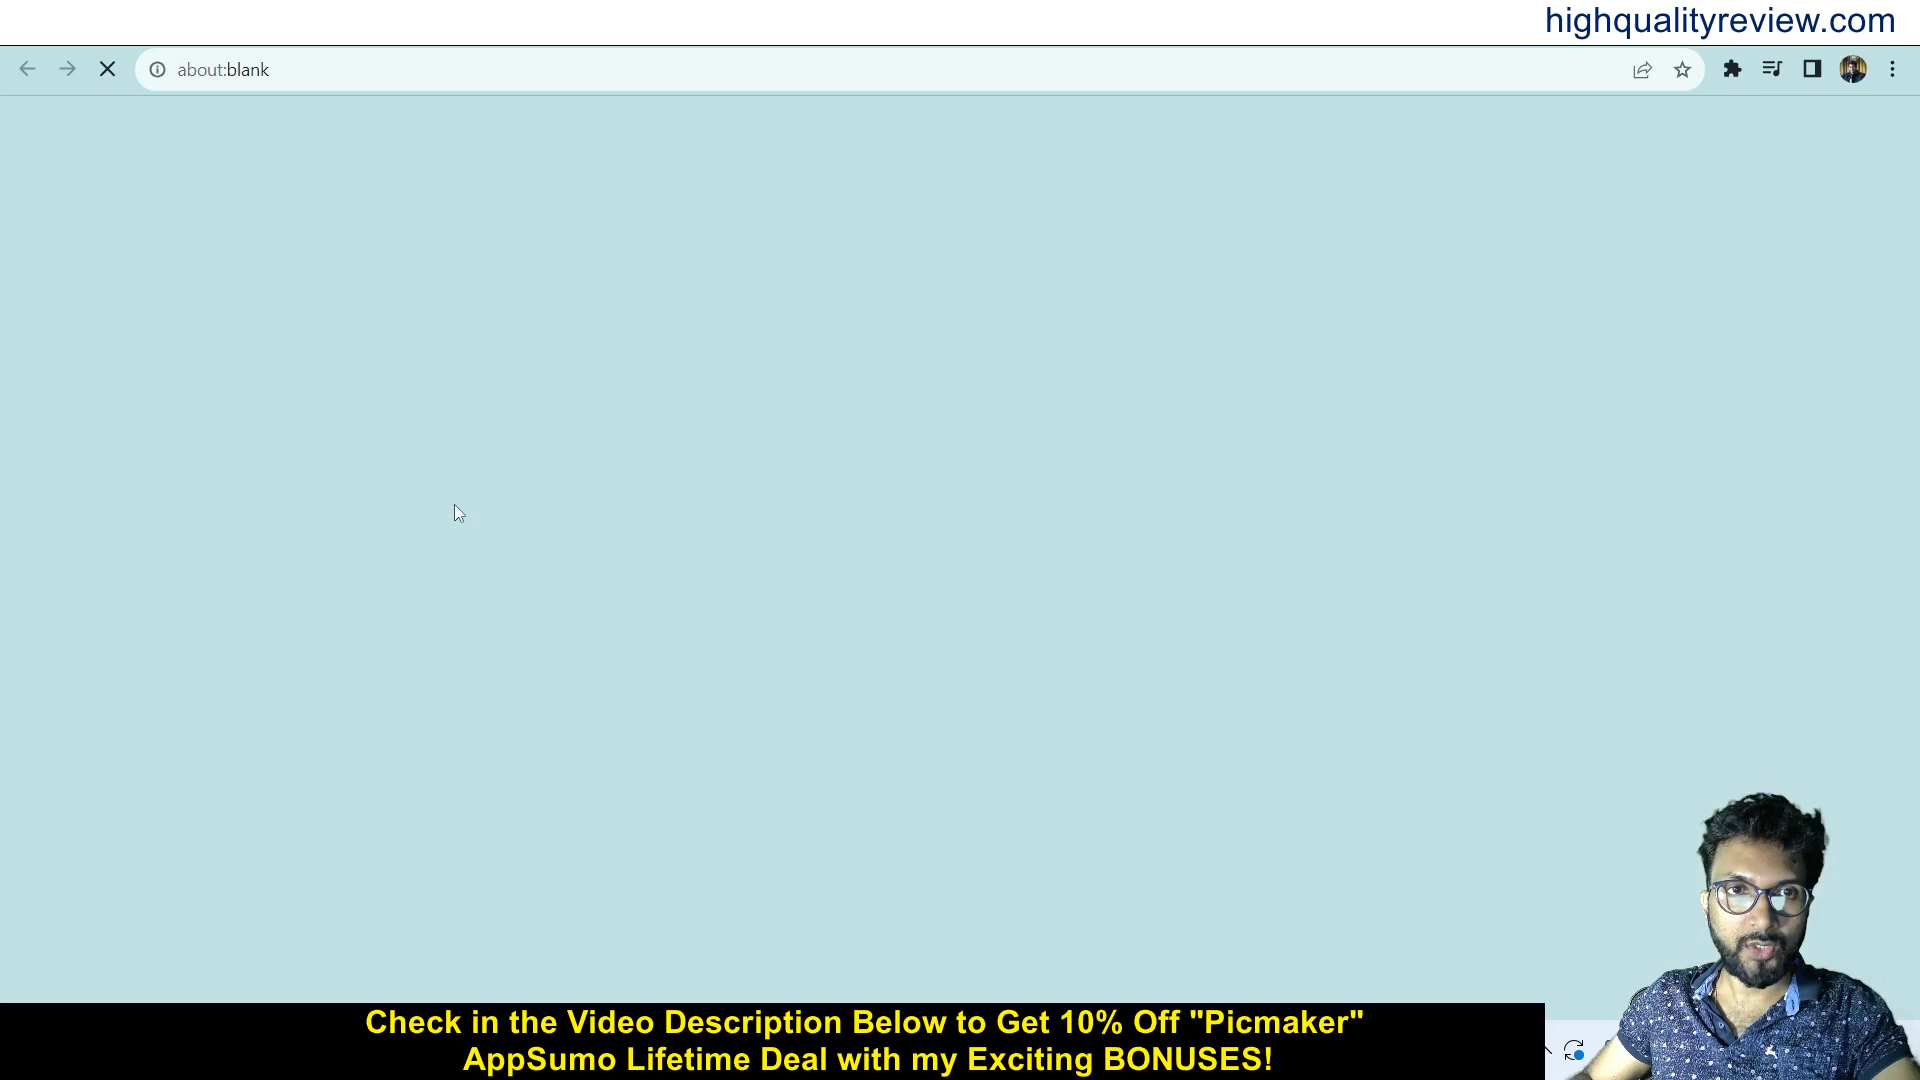 highqualityreview.com
about:blank
Check in the Video Description Below to Get 10% Off "Picmaker"
AppSumo Lifetime Deal with my Exciting BONUSES!